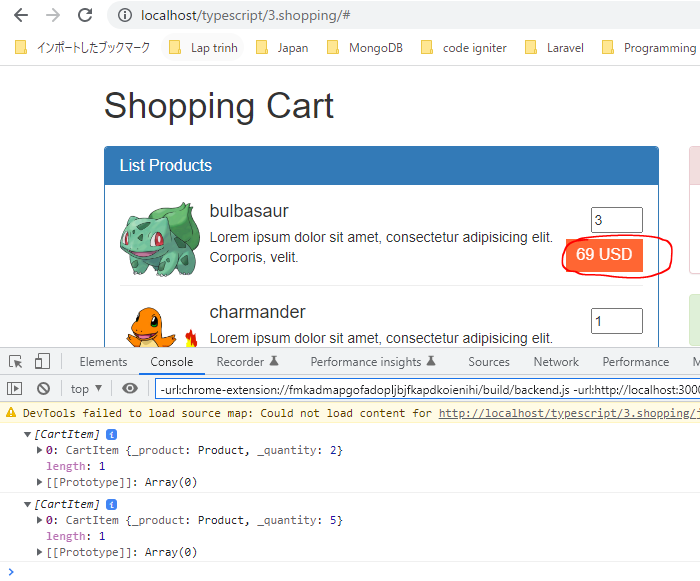 localhost/typescript/3.shopping/#
インポートしたブックマーク Lap trinh Japan MongoDB code igniter Laravel Programming
Shopping Cart
List Products
bulbasaur
3
Lorem ipsum dolor sit amet, consectetur adipisicing elit.
Corporis, velit.
69 USD
charmander
1
Lorem ipsum dolor sit amet, consectetur adipisicing elit.
Elements Console Recorder Performance insights Sources Network Performance M
top -url:chrome-extension://fmkadmapgofadopljbjfkapdkoienihi/build/backend.js -url:http://localhost:3000
DevTools failed to load source map: Could not load content for http://localhost/typescript/3.shopping/j
[CartItem]
0: CartItem {_product: Product, _quantity: 2}
length: 1
[[Prototype]]: Array(0)
[CartItem]
0: CartItem {_product: Product, _quantity: 5}
length: 1
[[Prototype]]: Array(0)